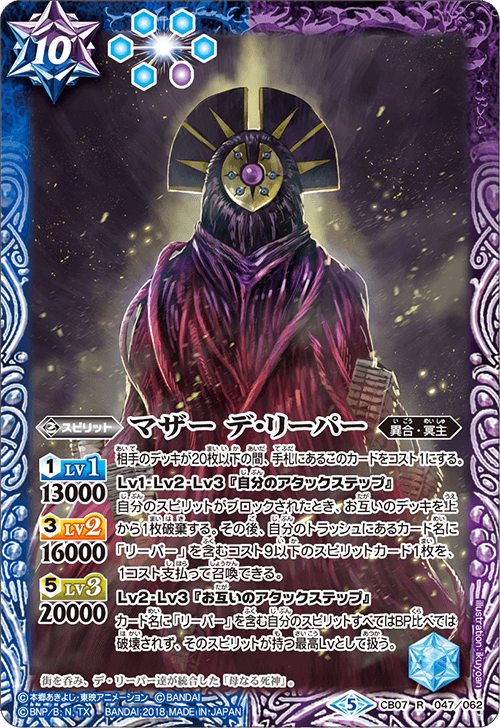 10
スピリット
マザー デ・リーパー
異合・冥主
いごう めいしゅ
相手のデッキが20枚以下の間、手札にあるこのカードをコスト1にする。
1 LV1
13000
Lv1・Lv2・Lv3『自分のアタックステップ』
自分のスピリットがブロックされたとき、お互いのデッキを上
から1枚破棄する。その後、自分のトラッシュにあるカード名に
3 LV2
16000
「リーパー」を含むコスト9以下のスピリットカード1枚を、
1コスト支払って召喚できる。
5 LV3
20000
Lv2・Lv3『お互いのアタックステップ』
カード名に「リーパー」を含む自分のスピリットすべてはBP比べでは
破壊されず、そのスピリットが持つ最高Lvとして扱う。
街を呑み、デ・リーパー達が統合した「母なる死神」。
illustration:ikuyoan
©本郷あきよし・東映アニメーション ©BANDAI
©BNP/B, N, TX BANDAI 2018 MADE IN JAPAN
5
CB07 R 047/062